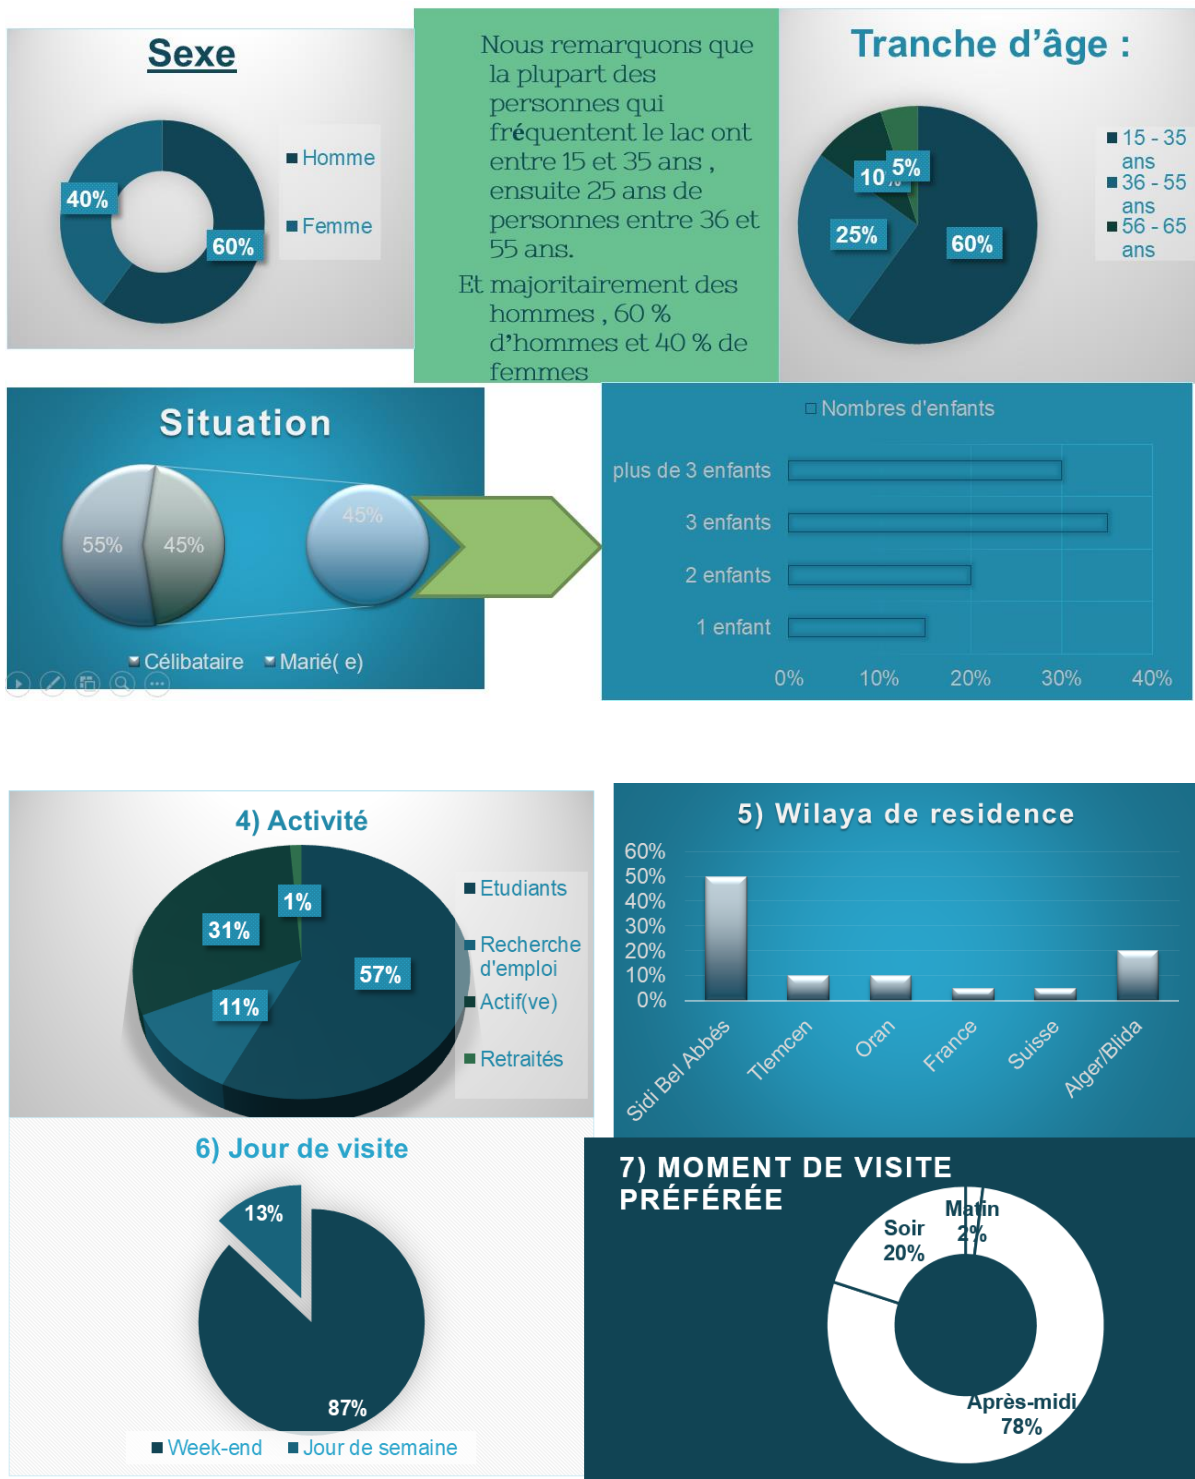 Sexe
40%
60%
Homme
Femme
Nous remarquons que
la plupart des
personnes qui
fréquentent le lac ont
entre 15 et 35 ans ,
ensuite 25 ans de
personnes entre 36 et
55 ans.
Et majoritairement des
hommes , 60 %
d’hommes et 40 % de
femmes
Tranche d’âge :
10%
5%
25%
60%
15 - 35
ans
36 - 55
ans
56 - 65
ans
Situation
55%
45%
45%
Célibataire
Marié( e)
Nombres d'enfants
plus de 3 enfants
3 enfants
2 enfants
1 enfant
0%
10%
20%
30%
40%
4) Activité
1%
31%
57%
11%
Etudiants
Recherche
d'emploi
Actif(ve)
Retraités
5) Wilaya de residence
60%
50%
40%
30%
20%
10%
0%
Sidi Bel Abbés
Tlemcen
Oran
France
Suisse
Alger/Blida
6) Jour de visite
13%
87%
Week-end
Jour de semaine
7) MOMENT DE VISITE
PRÉFÉRÉE
Matin
2%
Soir
20%
Après-midi
78%